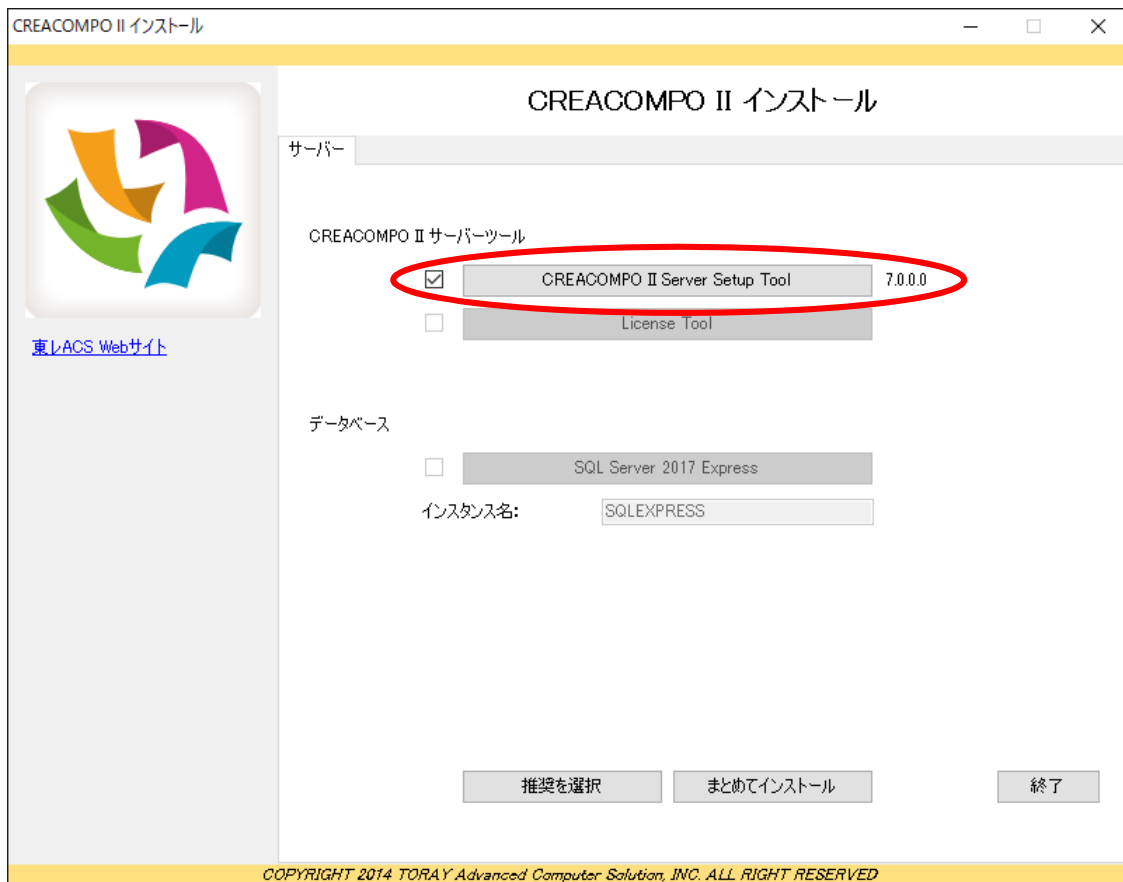 CREACOMPO II インストール
CREACOMPO II インストール
サーバー
CREACOMPO II サーバーツール
CREACOMPO II Server Setup Tool 7.0.0.0
License Tool
東レACS Webサイト
データベース
SQL Server 2017 Express
インスタンス名: SQLEXPRESS
推奨を選択 まとめてインストール 終了
COPYRIGHT 2014 TORAY Advanced Computer Solution, INC. ALL RIGHT RESERVED